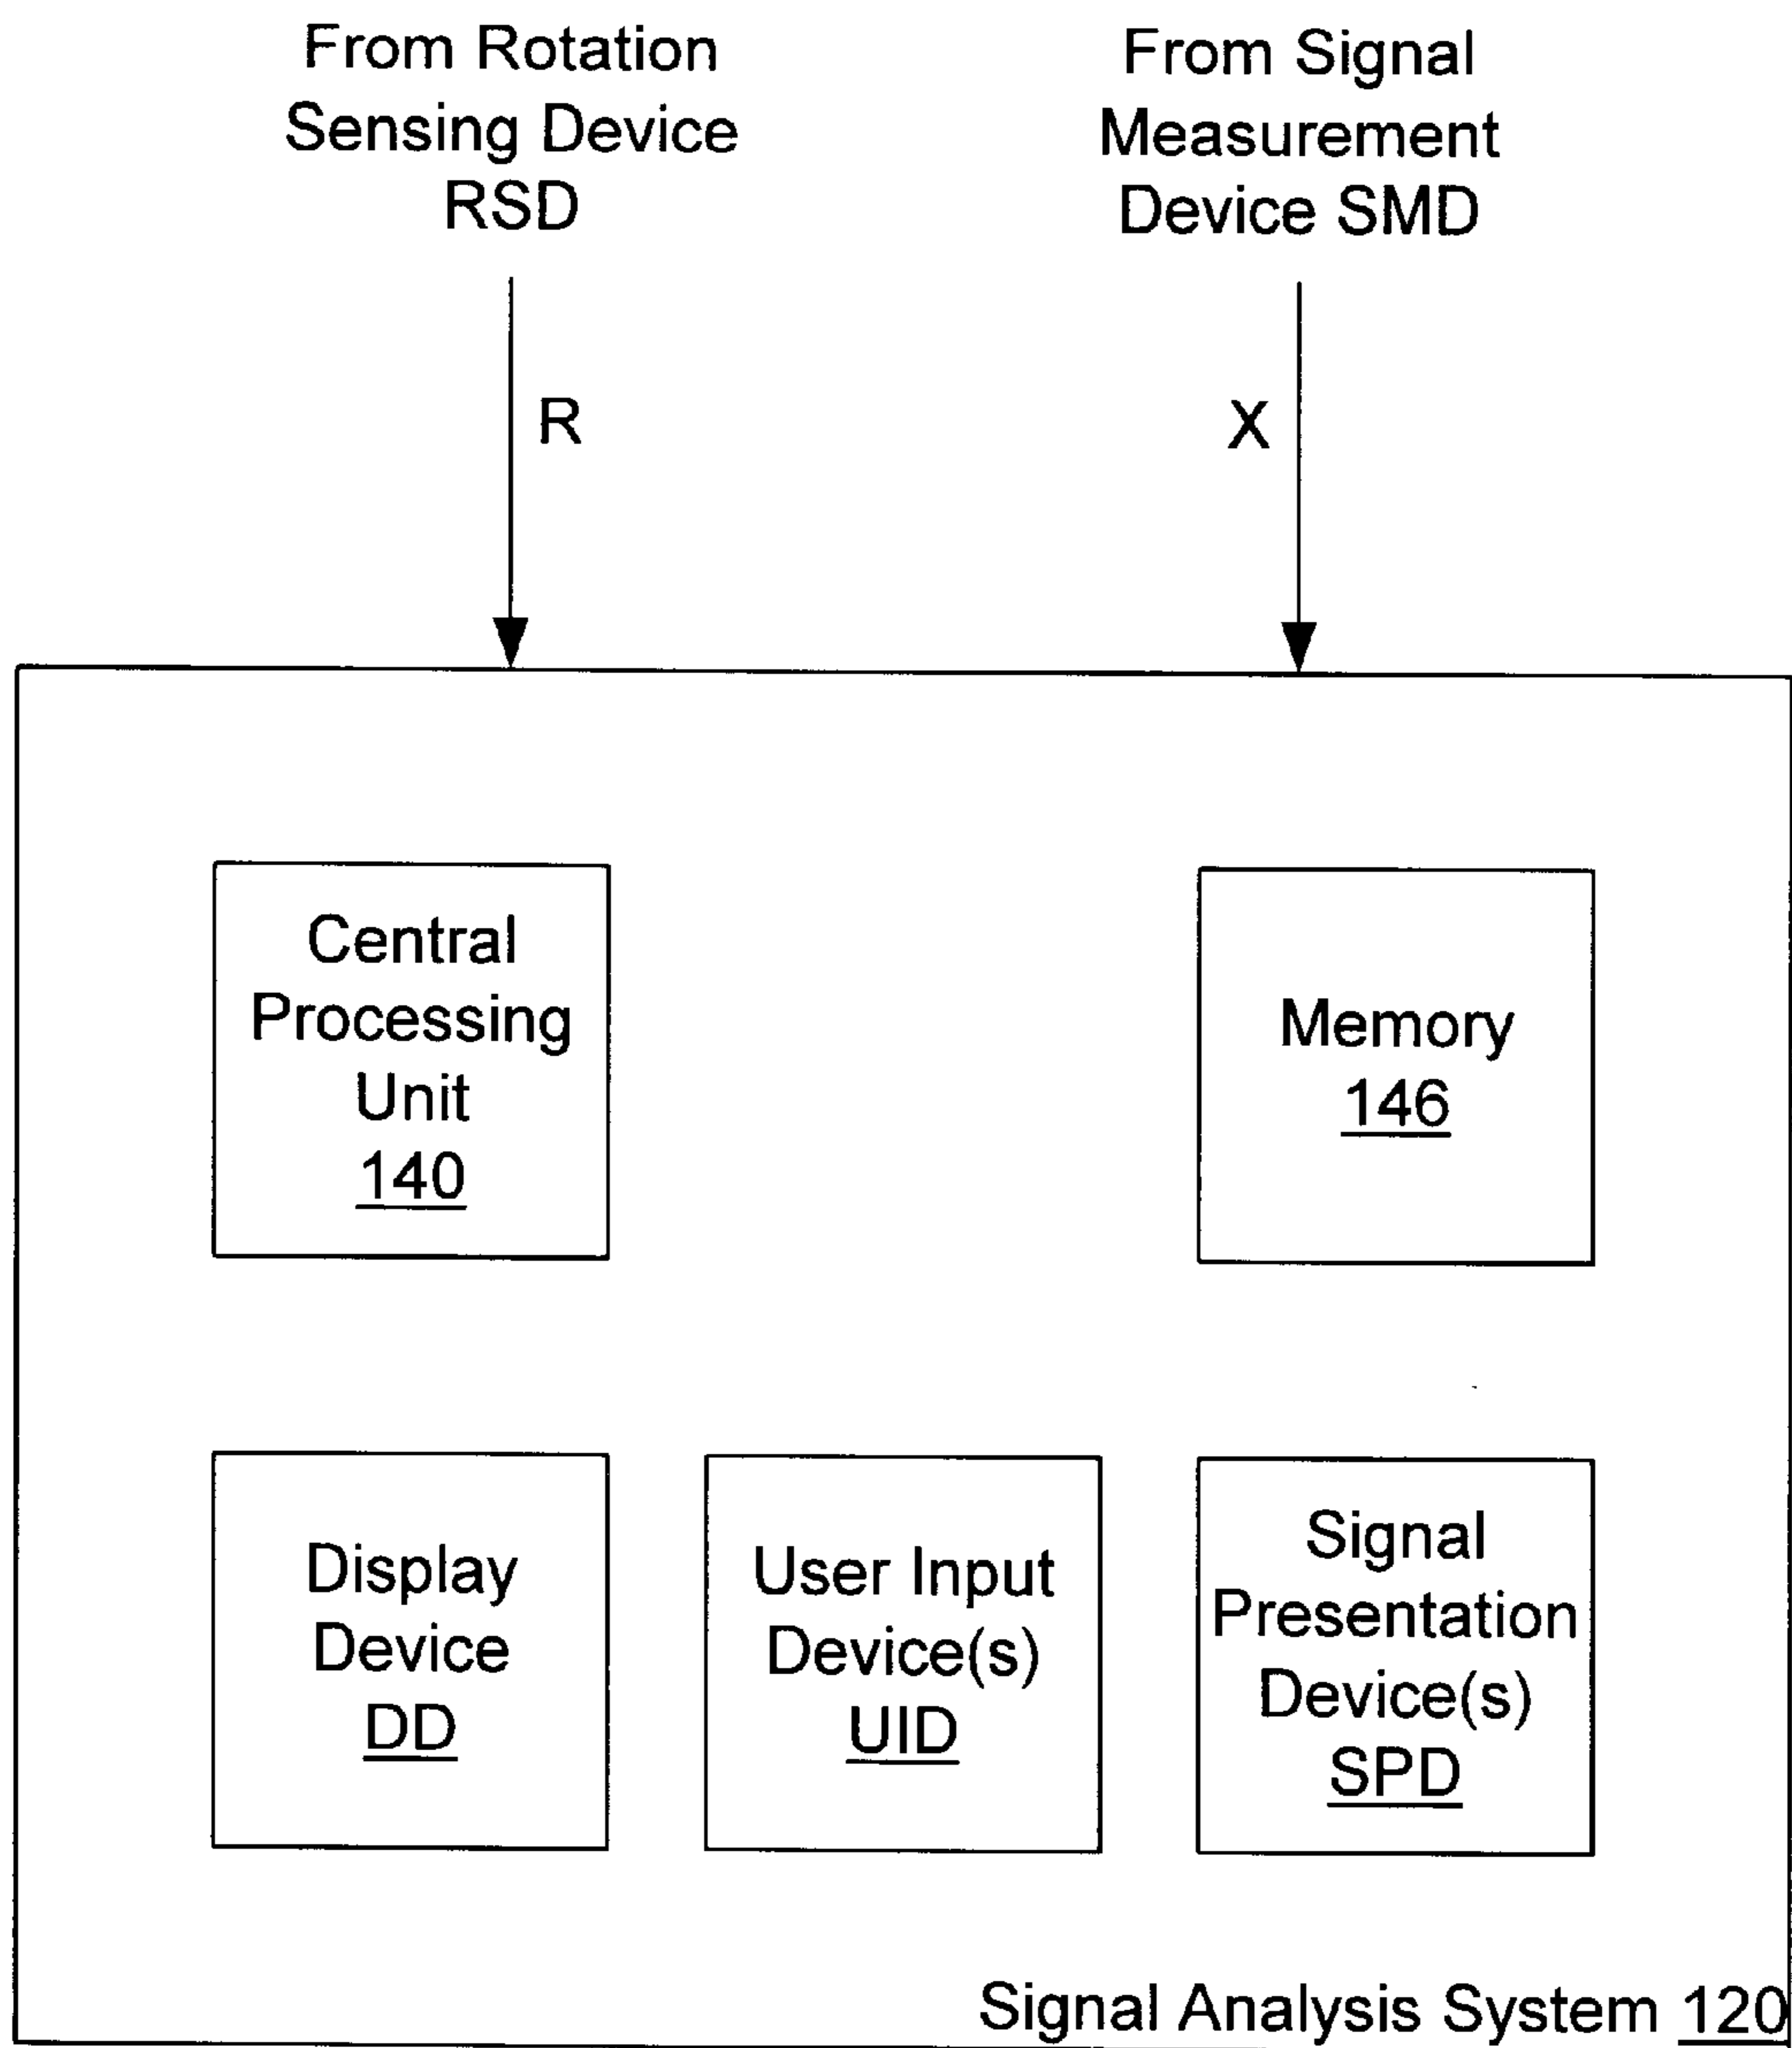 From Rotation
Sensing Device
RSD
From Signal
Measurement
Device SMD
R
X
Central
Processing
Unit
140
Memory
146
Display
Device
DD
User Input
Device(s)
UID
Signal
Presentation
Device(s)
SPD
Signal Analysis System 120